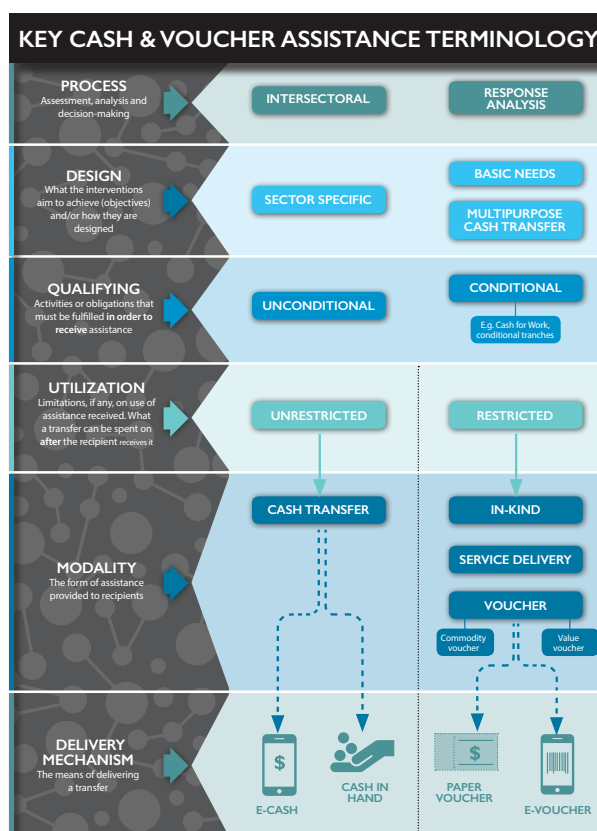 KEY CASH & VOUCHER ASSISTANCE TERMINOLOGY
PROCESS
Assessment, analysis and
decision-making
INTERSECTORAL
RESPONSE
ANALYSIS
DESIGN
What the interventions
aim to achieve (objectives)
and/or how they are
designed
SECTOR SPECIFIC
BASIC NEEDS
MULTIPURPOSE
CASH TRANSFER
QUALIFYING
Activities or obligations that
must be fulfilled in order to
receive assistance
UNCONDITIONAL
CONDITIONAL
E.g. Cash for Work,
conditional tranches
UTILIZATION
Limitations, if any, on use of
assistance received. What
a transfer can be spent on
after the recipient receives it
UNRESTRICTED
RESTRICTED
MODALITY
The form of assistance
provided to recipients
CASH TRANSFER
IN-KIND
SERVICE DELIVERY
VOUCHER
Commodity
voucher
Value
voucher
DELIVERY
MECHANISM
The means of delivering
a transfer
$
E-CASH
CASH IN
HAND
$
PAPER
VOUCHER
E-VOUCHER